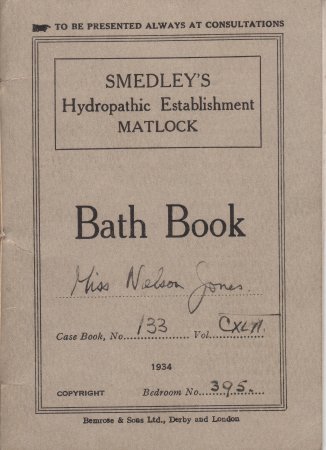 TO BE PRESENTED ALWAYS AT CONSULTATIONS
SMEDLEY'S
Hydropathic Establishment
MATLOCK
Bath Book
Miss Nelson Jones.
Case Book, No. 133 Vol.
1934
COPYRIGHT Bedroom No. 395.
Bemrose & Sons Ltd., Derby and London